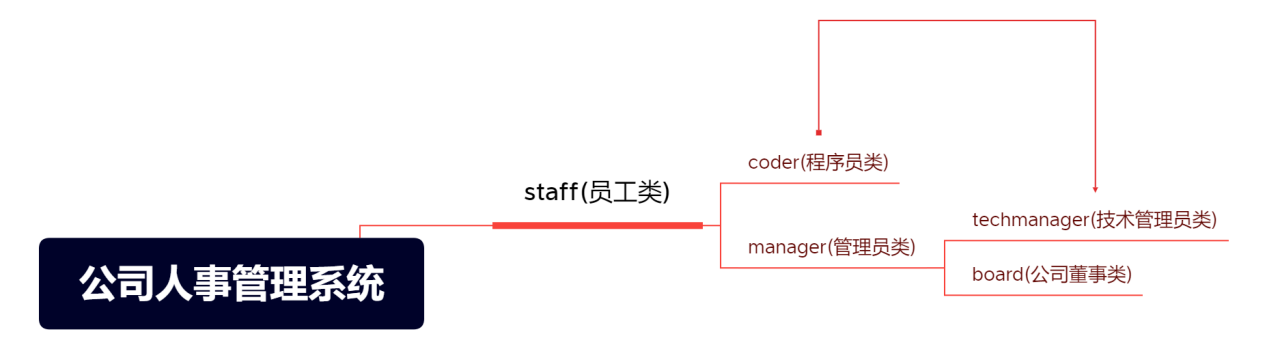 公司人事管理系统
staff(员工类)
coder(程序员类)
manager(管理员类)
techmanager(技术管理员类)
board(公司董事类)